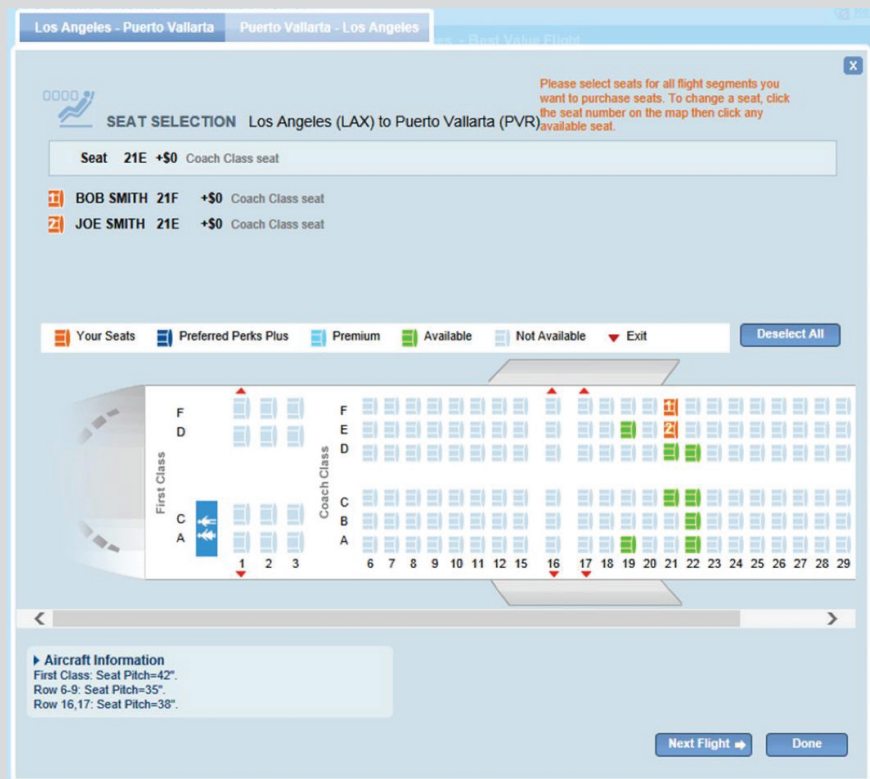 Los Angeles - Puerto Vallarta
Puerto Vallarta - Los Angeles
- Best Value Flight
X
Please select seats for all flight segments you
want to purchase seats. To change a seat, click
the seat number on the map then click any
available seat.
SEAT SELECTION Los Angeles (LAX) to Puerto Vallarta (PVR)
Seat 21E +$0 Coach Class seat
1 BOB SMITH 21F +$0 Coach Class seat
2 JOE SMITH 21E +$0 Coach Class seat
Your Seats Preferred Perks Plus Premium Available Not Available Exit
Deselect All
First Class
F
D
C
A
Coach Class
F
E
D
C
B
A
1
2
1 2 3 6 7 8 9 10 11 12 15 16 17 18 19 20 21 22 23 24 25 26 27 28 29
Aircraft Information
First Class: Seat Pitch=42".
Row 6-9: Seat Pitch=35".
Row 16,17: Seat Pitch=38".
Next Flight
Done